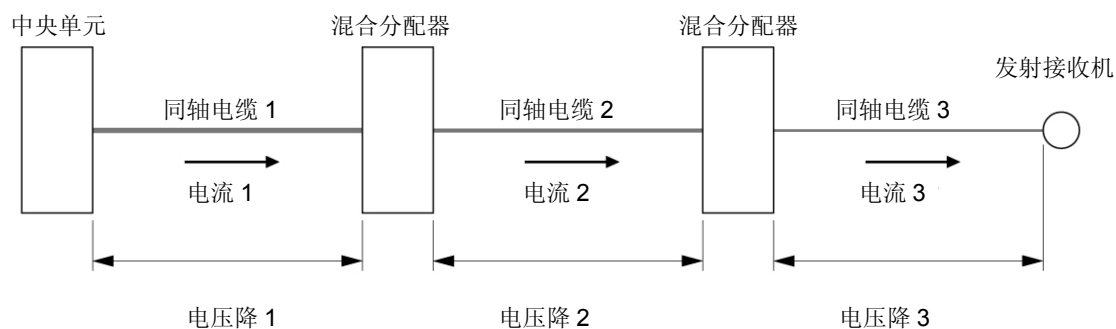 中央单元
混合分配器
混合分配器
发射接收机
同轴电缆 1
同轴电缆 2
同轴电缆 3
电流 1
电流 2
电流 3
电压降 1
电压降 2
电压降 3